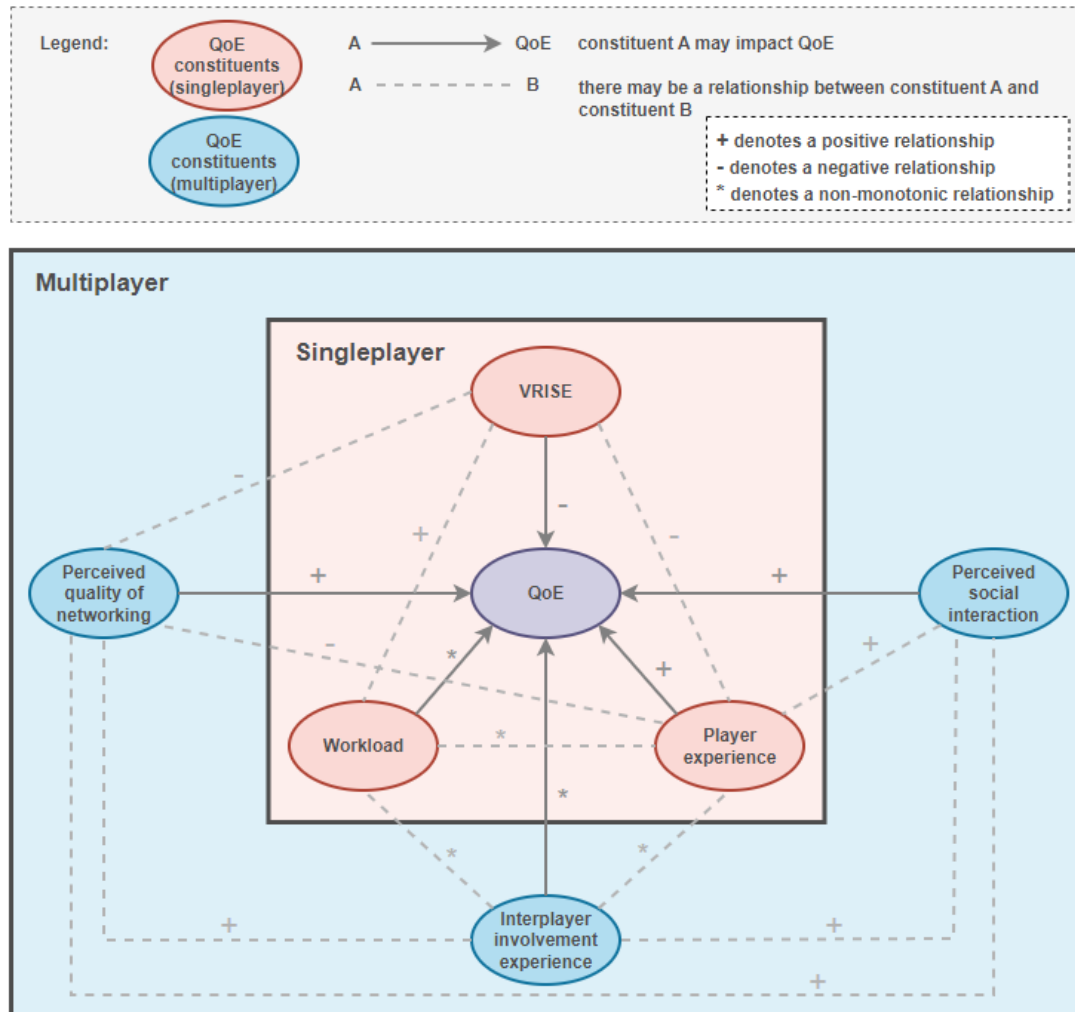 Legend:
QoE
constituents
(singleplayer)
A
QoE
constituent A may impact QoE
A
B
there may be a relationship between constituent A and
constituent B
QoE
constituents
(multiplayer)
+ denotes a positive relationship
- denotes a negative relationship
* denotes a non-monotonic relationship
Multiplayer
Singleplayer
VRISE
-
+
-
-
Perceived
quality of
networking
+
QoE
+
Perceived
social
interaction
-
*
+
+
Workload
*
Player
experience
*
*
*
+
Interplayer
involvement
experience
+
+